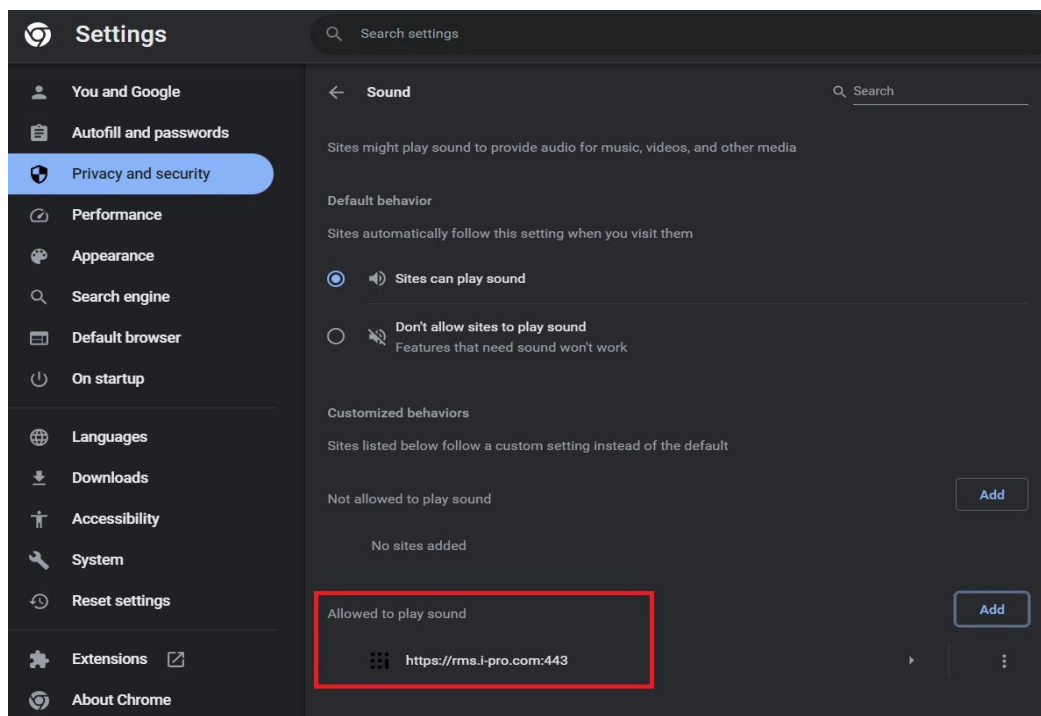 Settings
Search settings
You and Google
Autofill and passwords
Privacy and security
Performance
Appearance
Search engine
Default browser
On startup
Languages
Downloads
Accessibility
System
Reset settings
Extensions
About Chrome
Sound
Search
Sites might play sound to provide audio for music, videos, and other media
Default behavior
Sites automatically follow this setting when you visit them
Sites can play sound
Don't allow sites to play sound
Features that need sound won't work
Customized behaviors
Sites listed below follow a custom setting instead of the default
Not allowed to play sound
Add
No sites added
Allowed to play sound
Add
https://rms.i-pro.com:443